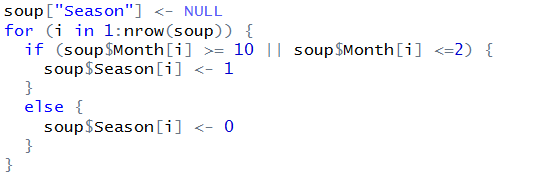 soup["Season"] <- NULL
for (i in 1:nrow(soup)) {
  if (soup$Month[i] >= 10 || soup$Month[i] <=2) {
    soup$Season[i] <- 1
  }
  else {
    soup$Season[i] <- 0
  }
}